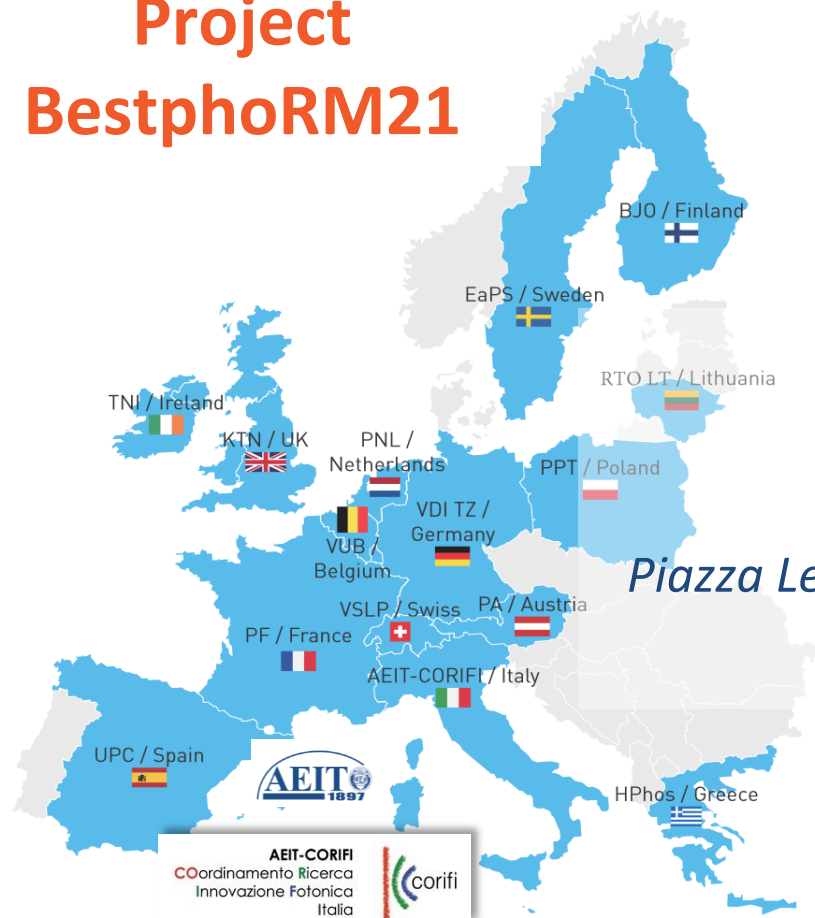 Project
BestphoRM21
BJO / Finland
EaPS / Sweden
RTO LT / Lithuania
TNI / Ireland
KTN / UK
PNL /
Netherlands
PPT / Poland
VDI TZ /
Germany
VUB /
Belgium
Piazza Le
VSLP / Swiss
PA / Austria
PF / France
AEIT-CORIFI / Italy
UPC / Spain
AEIT
1897
HPhos / Greece
AEIT-CORIFI
COordinamento Ricerca
Innovazione Fotonica
Italia
corifi